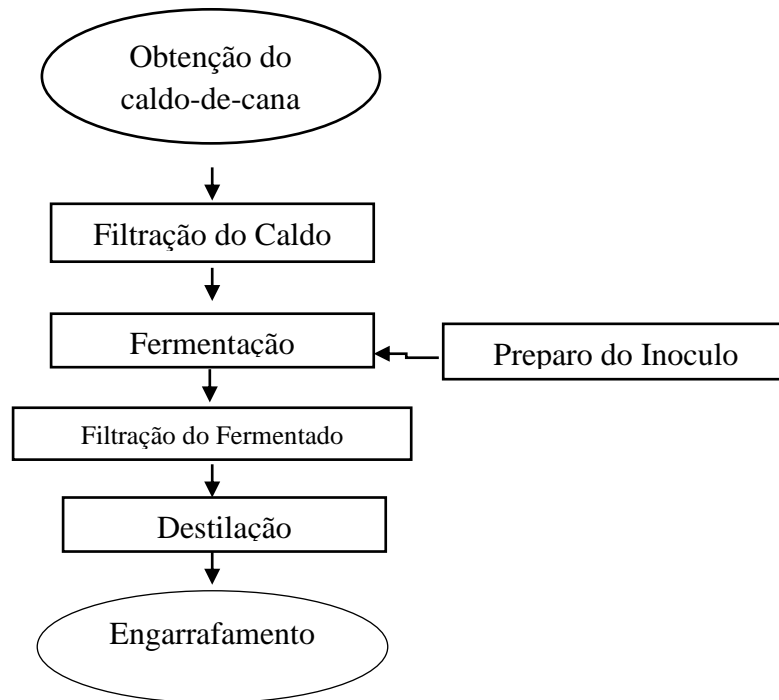 Obtenção do
caldo-de-cana
Filtração do Caldo
Fermentação
Preparo do Inoculo
Filtração do Fermentado
Destilação
Engarrafamento